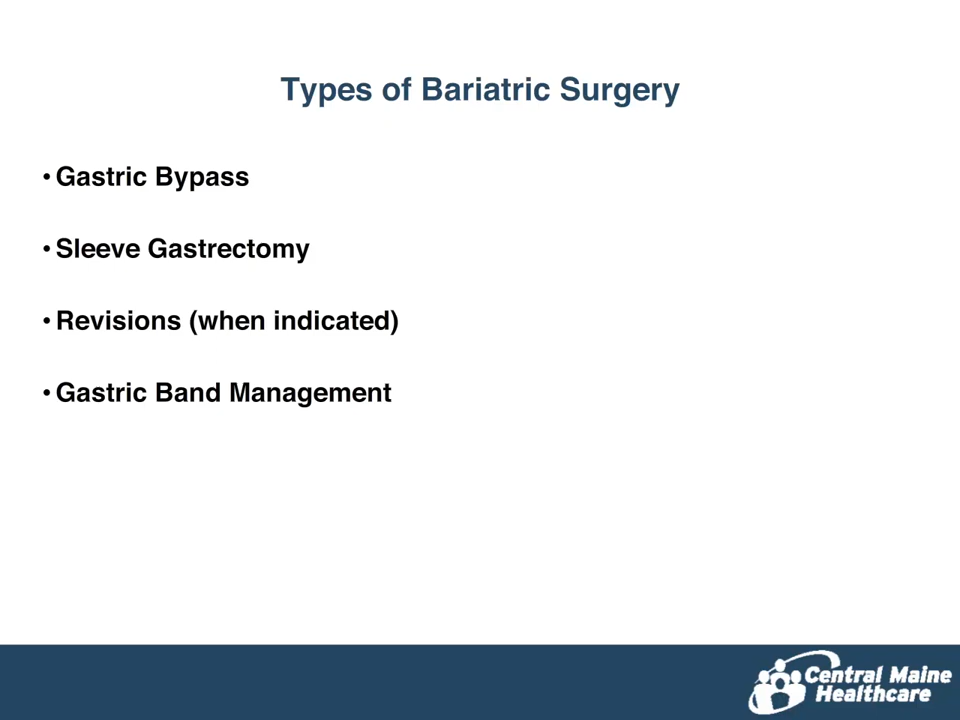 Types of Bariatric Surgery
• Gastric Bypass
• Sleeve Gastrectomy
• Revisions (when indicated)
• Gastric Band Management
Central Maine
Healthcare